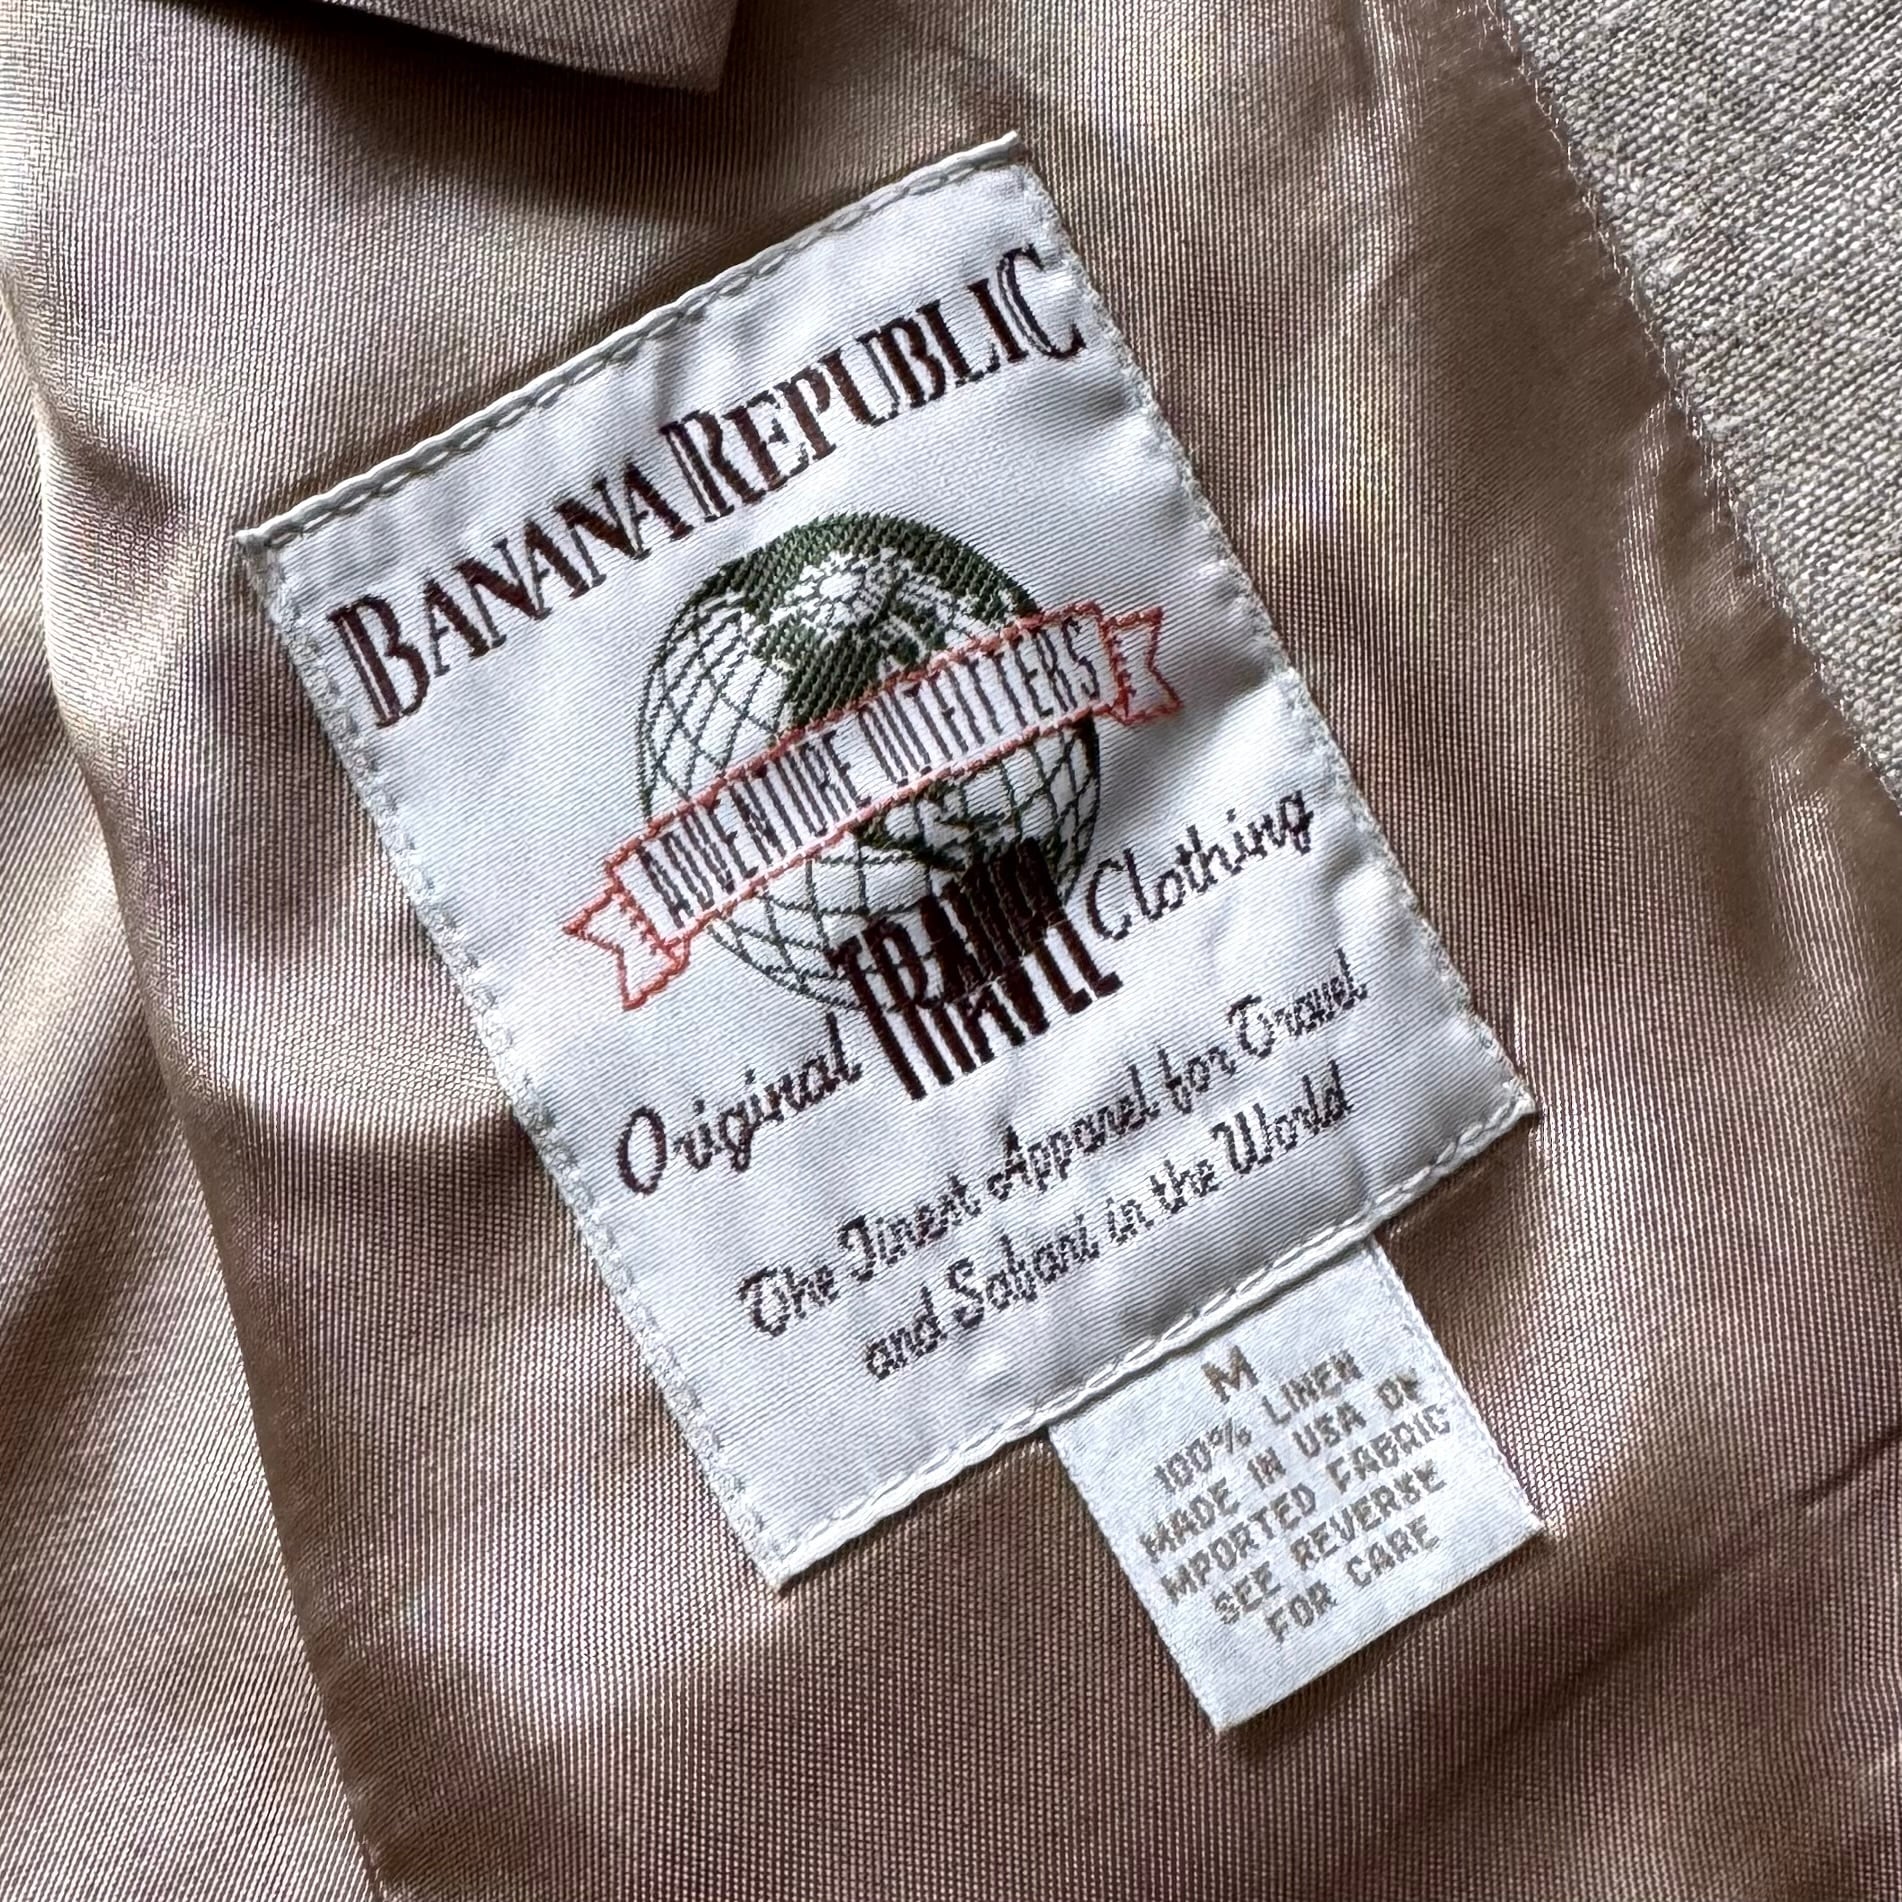 BANANA REPUBLIC
ADVENTURE OUTFITTERS
Original TRAVEL Clothing
The Finest Apparel for Travel
and Safari in the World
M
100% LINEN
MADE IN USA OF
IMPORTED FABRIC
SEE REVERSE
FOR CARE